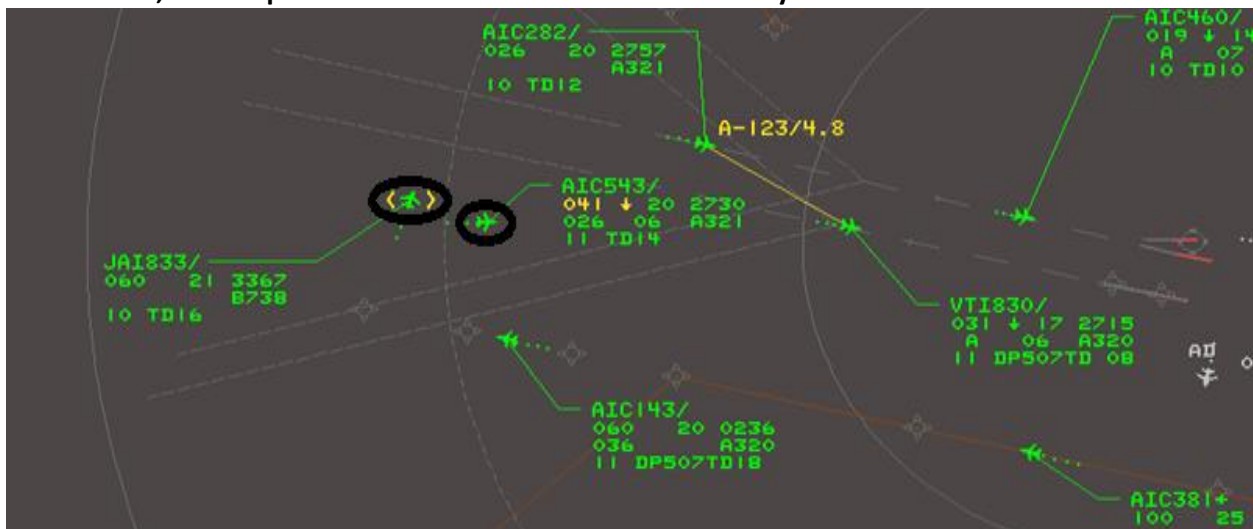 AIC282/
026 20 2757
A321
10 TD12
AIC460/
019 ↓ 14
A 07
10 TD10
A-123/4.8
AIC543/
041 ↓ 20 2730
026 06 A321
11 TD14
JAI833/
060 21 3367
B738
10 TD16
VTI830/
031 ↓ 17 2715
A 06 A320
11 DP507TD 08
AIC143/
060 20 0236
036 A320
11 DP507TD18
AIC381+
100 25